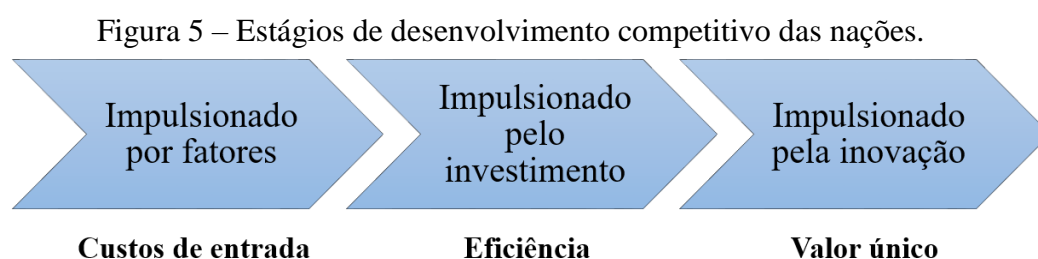 Figura 5 – Estágios de desenvolvimento competitivo das nações.
Impulsionado
por fatores
Impulsionado
pelo
investimento
Impulsionado
pela inovação
Custos de entrada
Eficiência
Valor único